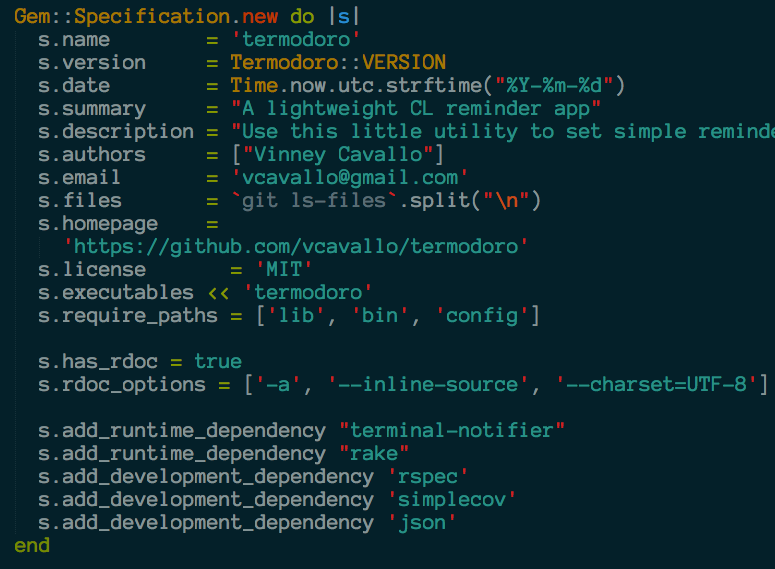 Gem::Specification.new do |s|
  s.name        = 'termodoro'
  s.version     = Termodoro::VERSION
  s.date        = Time.now.utc.strftime("%Y-%m-%d")
  s.summary     = "A lightweight CL reminder app"
  s.description = "Use this little utility to set simple reminde
  s.authors     = ["Vinney Cavallo"]
  s.email       = 'vcavallo@gmail.com'
  s.files       = `git ls-files`.split("\n")
  s.homepage    =
    'https://github.com/vcavallo/termodoro'
  s.license       = 'MIT'
  s.executables << 'termodoro'
  s.require_paths = ['lib', 'bin', 'config']

  s.has_rdoc = true
  s.rdoc_options = ['-a', '--inline-source', '--charset=UTF-8']

  s.add_runtime_dependency "terminal-notifier"
  s.add_runtime_dependency "rake"
  s.add_development_dependency 'rspec'
  s.add_development_dependency 'simplecov'
  s.add_development_dependency 'json'
end